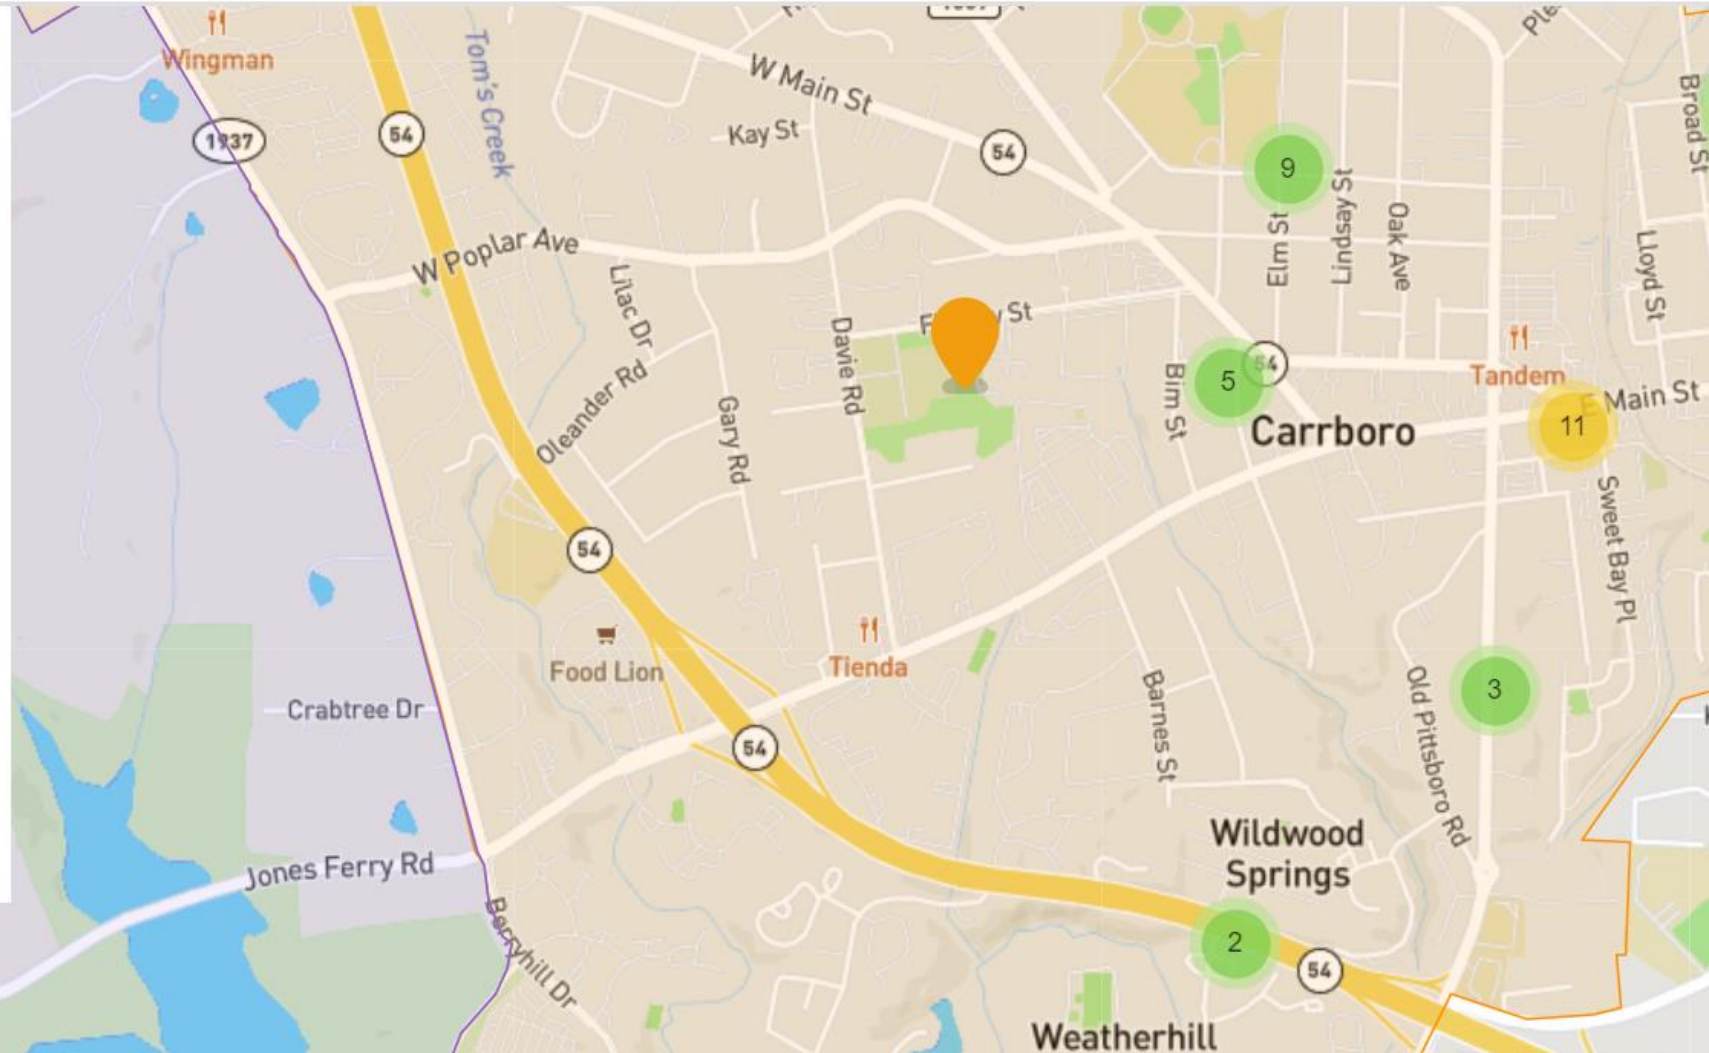 Wingman
Tom's Creek
W Main St
Kay St
54
54
1937
9
Broad St
Lindsey St
Elm St
Oak Ave
Lloyd St
W Poplar Ave
Lilac Dr
Davie Rd
St
Oleander Rd
Gary Rd
Bim St
5
54
Tandem
E Main St
Carrboro
11
Sweet Bay Pl
54
Food Lion
Tienda
Crabtree Dr
54
Barnes St
Old Pittsboro Rd
3
Jones Ferry Rd
Berryhill Dr
Wildwood
Springs
2
54
Weatherhill